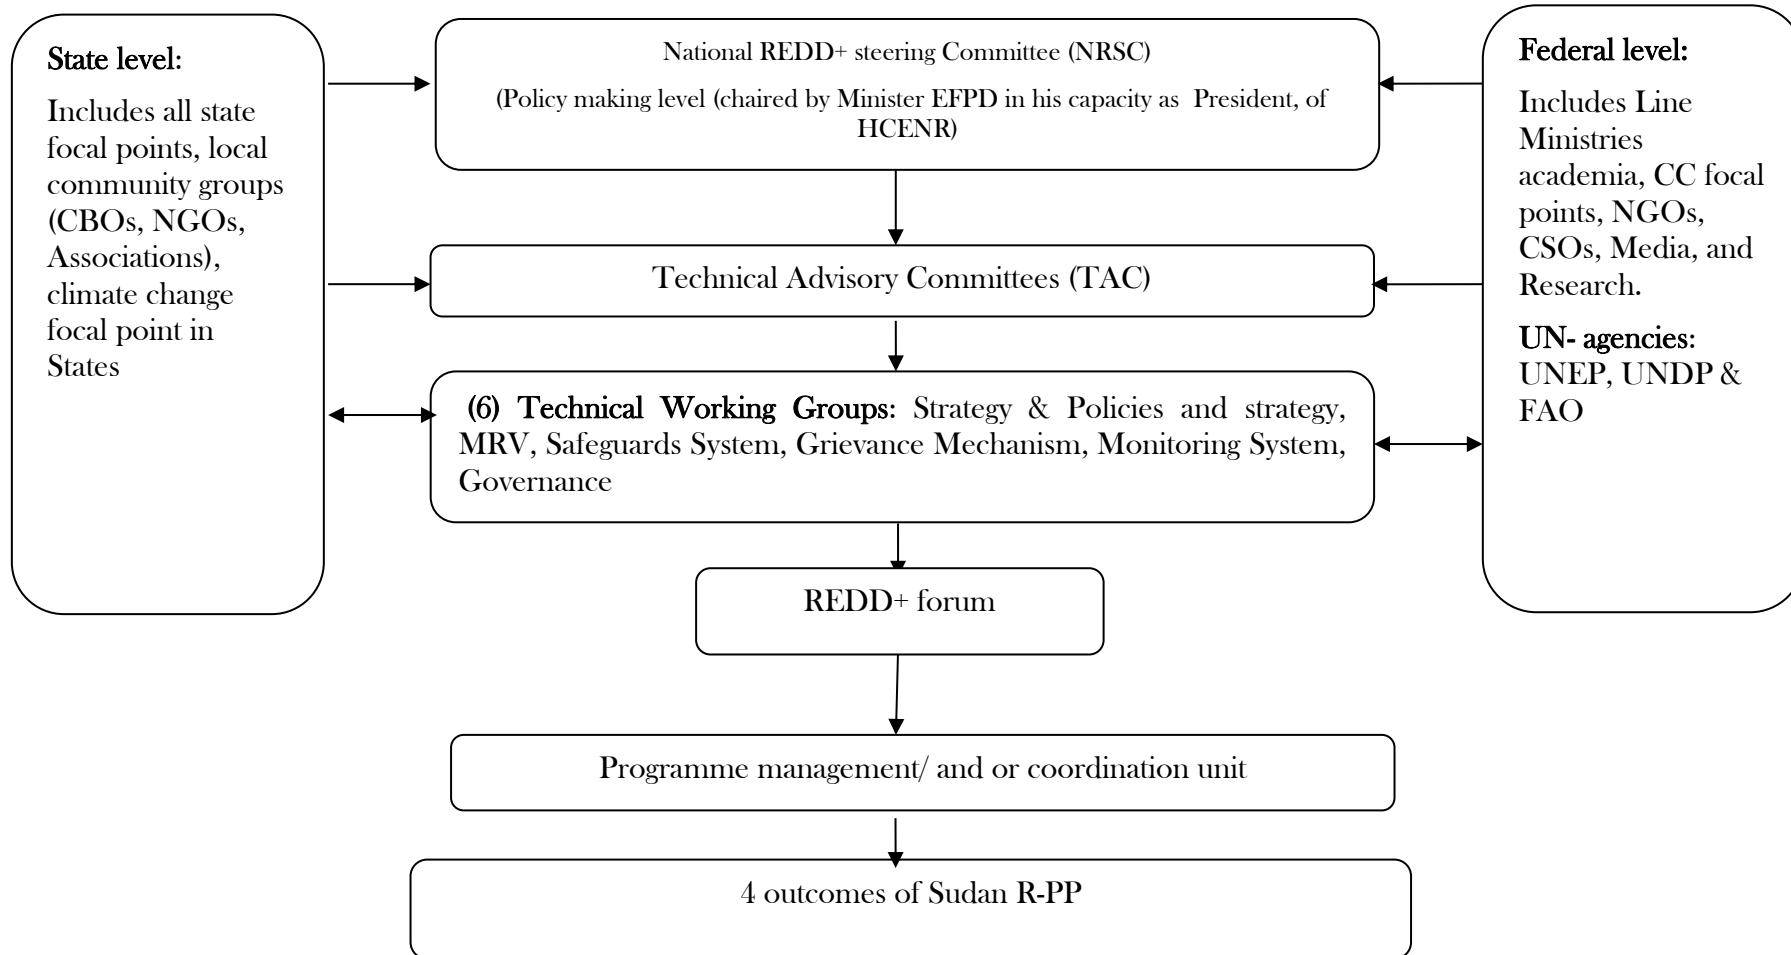 State level:
Includes all state
focal points, local
community groups
(CBOs, NGOs,
Associations),
climate change
focal point in
States
National REDD+ steering Committee (NRSC)
(Policy making level (chaired by Minister EFPD in his capacity as President, of
HCENR)
Technical Advisory Committees (TAC)
(6) Technical Working Groups: Strategy & Policies and strategy,
MRV, Safeguards System, Grievance Mechanism, Monitoring System,
Governance
REDD+ forum
Programme management/ and or coordination unit
4 outcomes of Sudan R-PP
Federal level:
Includes Line
Ministries
academia, CC focal
points, NGOs,
CSOs, Media, and
Research.
UN- agencies:
UNEP, UNDP &
FAO